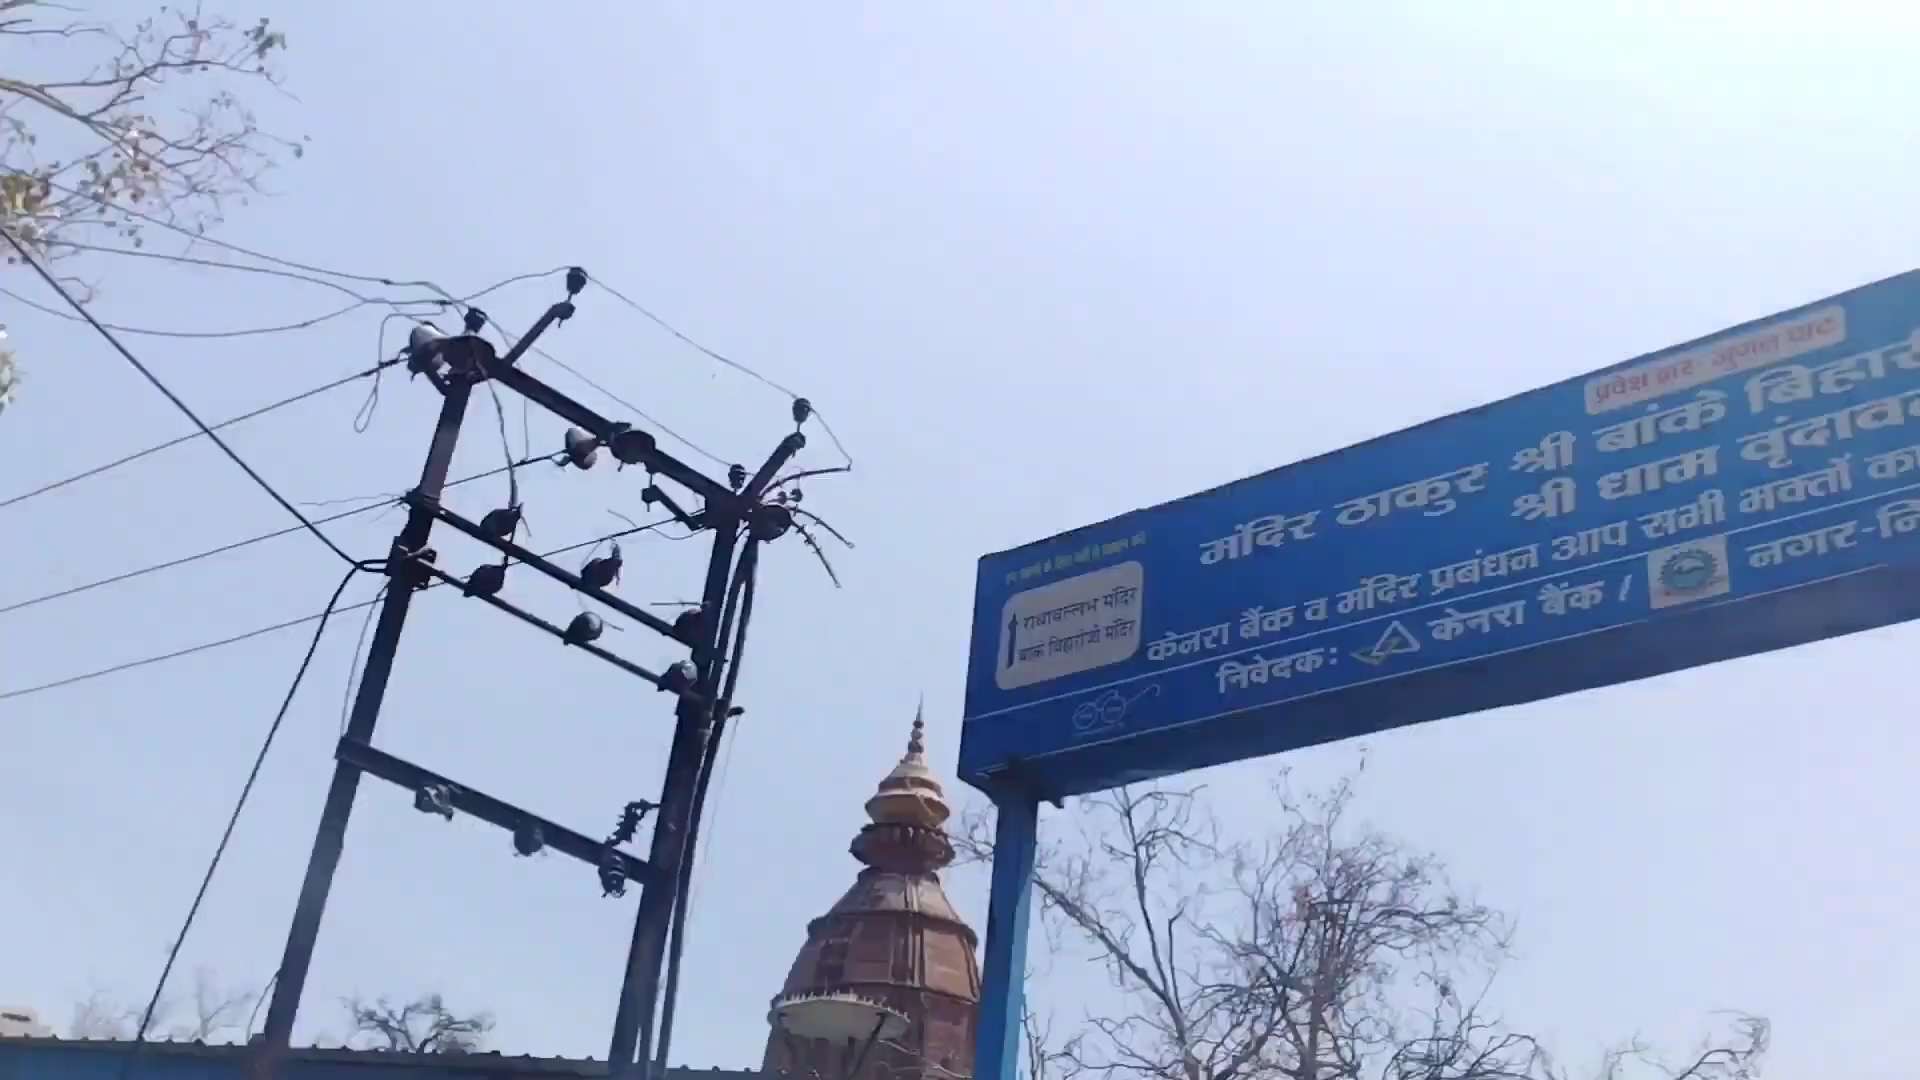 प्रवेश द्वार- जुगल घाट
मंदिर ठाकुर श्री बांके बिहारी
श्री धाम वृंदावन
राधावल्लभ मंदिर
बांके बिहारीजी मंदिर
केनरा बैंक व मंदिर प्रबंधन आप सभी भक्तों का
निवेदक: केनरा बैंक / नगर-नि